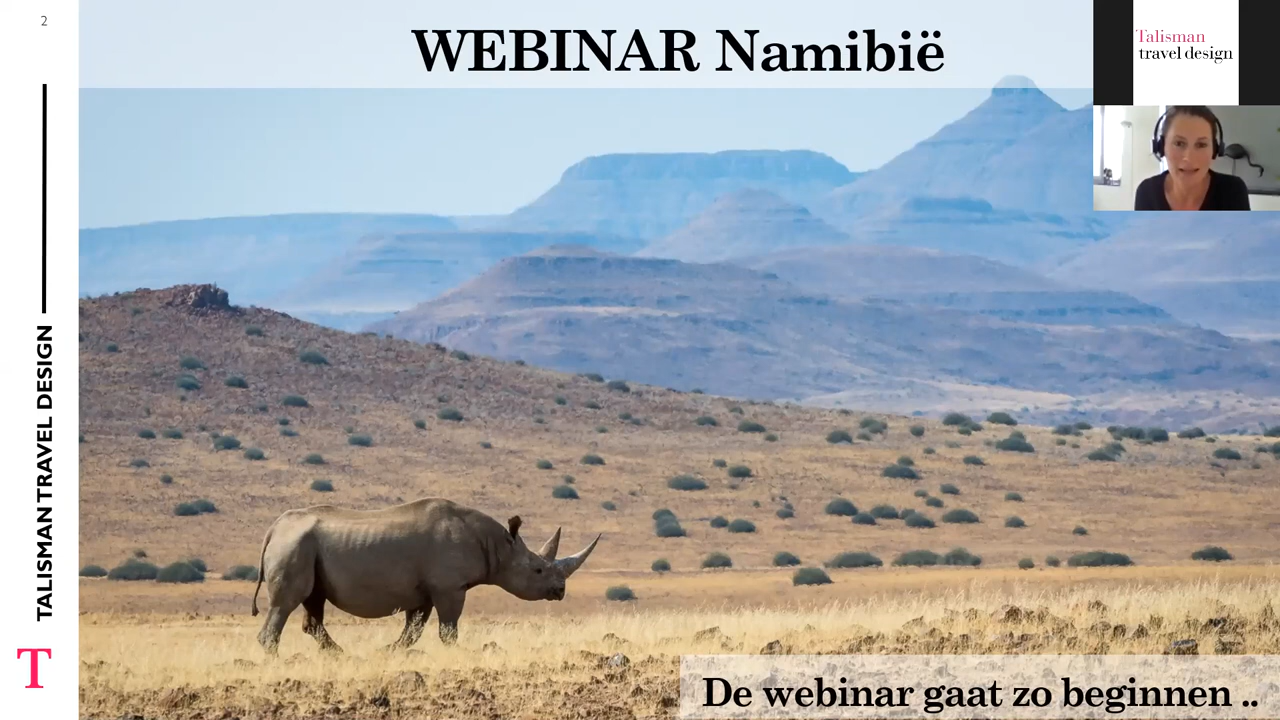 2
WEBINAR Namibië
Talisman
travel design
TALISMAN TRAVEL DESIGN
T
De webinar gaat zo beginnen ..